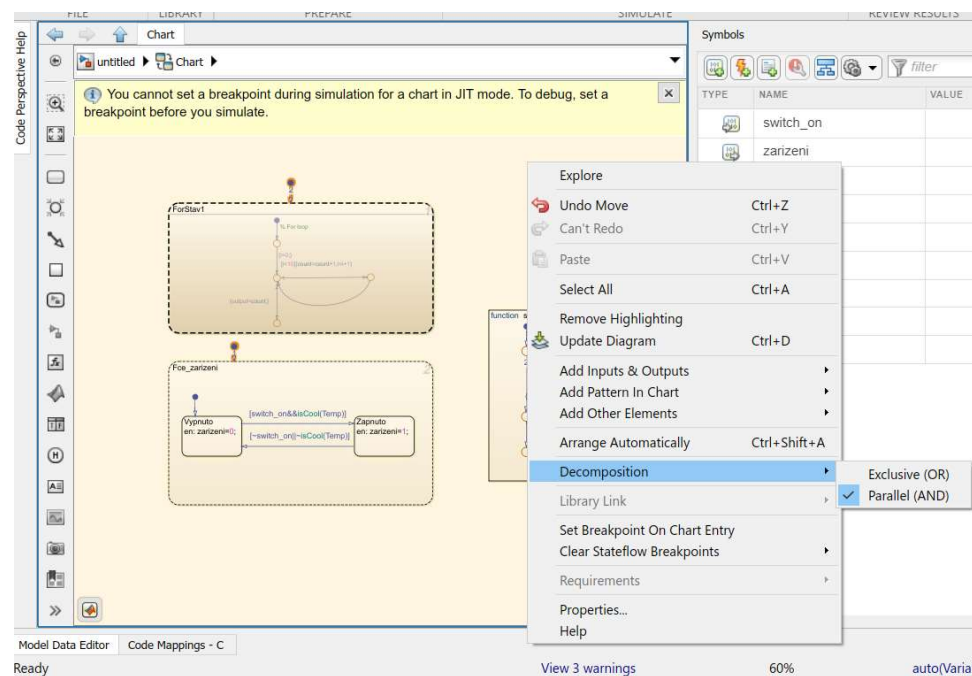 FILE LIBRARY PREPARE SIMULATE REVIEW RESULTS
Code Perspective Help
Chart
untitled Chart
You cannot set a breakpoint during simulation for a chart in JIT mode. To debug, set a
breakpoint before you simulate.
ForStav1 1
% For loop
{output=count}
Fce_zarizeni 2
[switch_on&&isCool(Temp)]
Vypnuto
en: zarizeni=0;
[~switch_on||~isCool(Temp)]
Zapnuto
en: zarizeni=1;
function
Symbols
filter
TYPE NAME VALUE
switch_on
zarizeni
Explore
Undo Move Ctrl+Z
Can't Redo Ctrl+Y
Paste Ctrl+V
Select All Ctrl+A
Remove Highlighting
Update Diagram Ctrl+D
Add Inputs & Outputs
Add Pattern In Chart
Add Other Elements
Arrange Automatically Ctrl+Shift+A
Decomposition
Exclusive (OR)
Parallel (AND)
Library Link
Set Breakpoint On Chart Entry
Clear Stateflow Breakpoints
Requirements
Properties...
Help
Model Data Editor Code Mappings - C
Ready View 3 warnings 60% auto(Varia